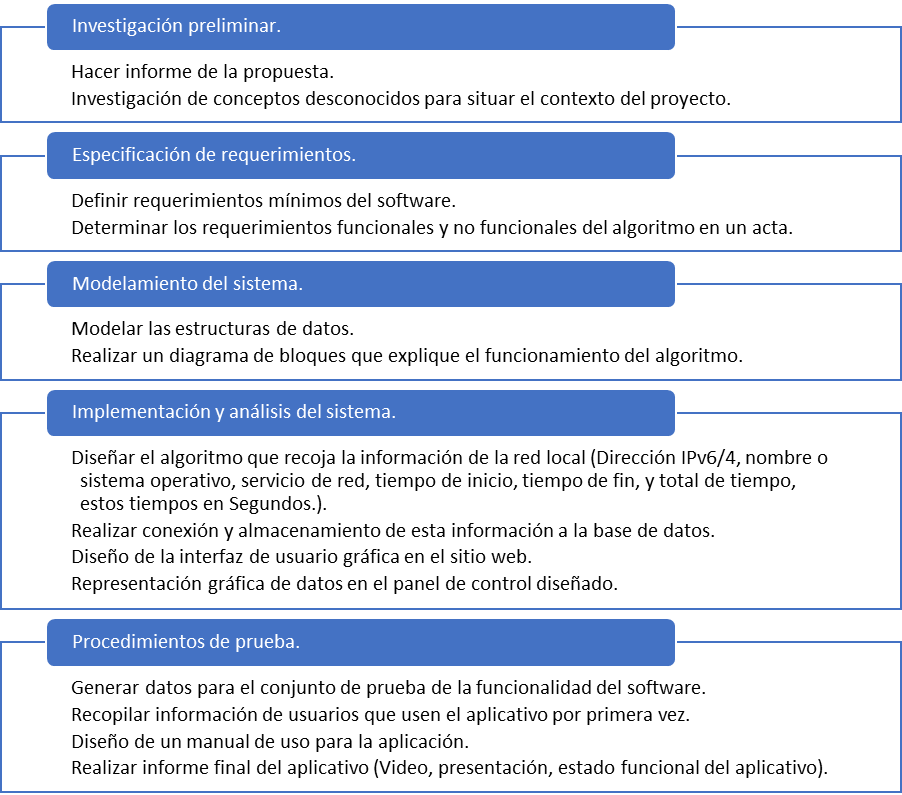 Investigación preliminar.
Hacer informe de la propuesta.
Investigación de conceptos desconocidos para situar el contexto del proyecto.
Especificación de requerimientos.
Definir requerimientos mínimos del software.
Determinar los requerimientos funcionales y no funcionales del algoritmo en un acta.
Modelamiento del sistema.
Modelar las estructuras de datos.
Realizar un diagrama de bloques que explique el funcionamiento del algoritmo.
Implementación y análisis del sistema.
Diseñar el algoritmo que recoja la información de la red local (Dirección IPv6/4, nombre o
sistema operativo, servicio de red, tiempo de inicio, tiempo de fin, y total de tiempo,
estos tiempos en Segundos.).
Realizar conexión y almacenamiento de esta información a la base de datos.
Diseño de la interfaz de usuario gráfica en el sitio web.
Representación gráfica de datos en el panel de control diseñado.
Procedimientos de prueba.
Generar datos para el conjunto de prueba de la funcionalidad del software.
Recopilar información de usuarios que usen el aplicativo por primera vez.
Diseño de un manual de uso para la aplicación.
Realizar informe final del aplicativo (Video, presentación, estado funcional del aplicativo).